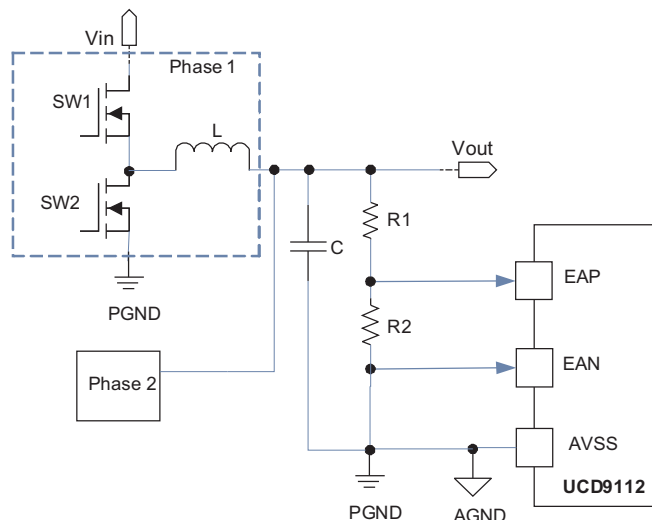 Vin
Phase 1
SW1
L
Vout
SW2
R1
C
EAP
PGND
R2
Phase 2
EAN
AVSS
UCD9112
PGND
AGND